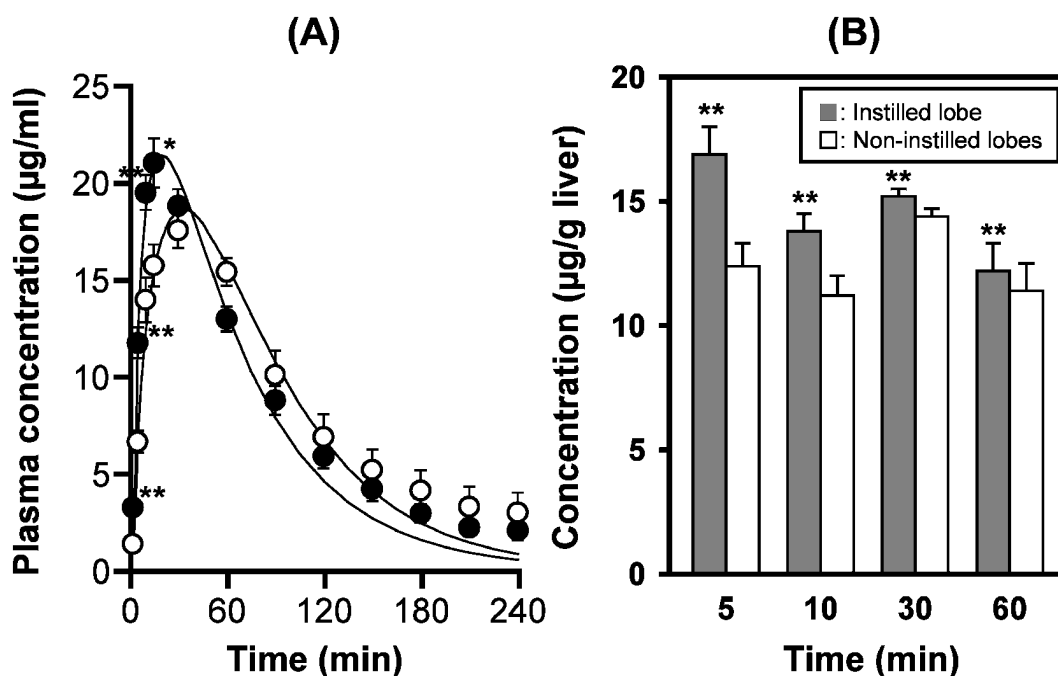 (A)
Plasma concentration (µg/ml)
25
20
15
10
5
0
**
*
**
**
0 60 120 180 240
Time (min)
(B)
Concentration (µg/g liver)
20
15
10
5
0
: Instilled lobe
: Non-instilled lobes
**
**
**
**
5 10 30 60
Time (min)